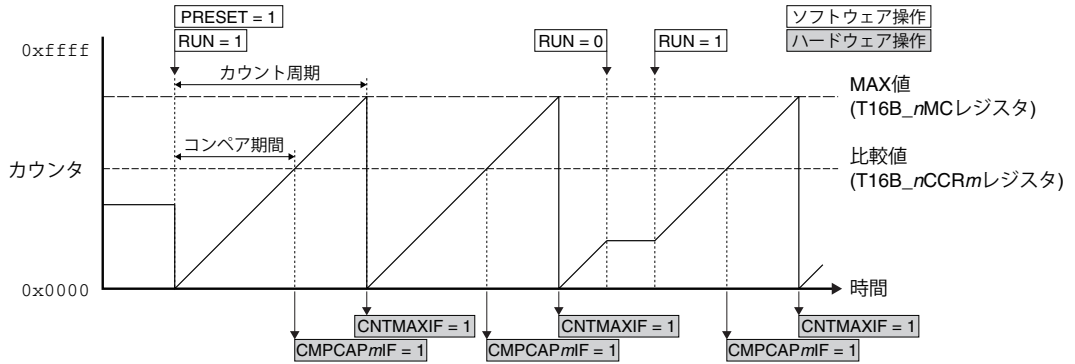 PRESET = 1
ソフトウェア操作
0xffff
RUN = 1
RUN = 0
RUN = 1
ハードウェア操作
カウント周期
MAX値
(T16B_nMCレジスタ)
コンペア期間
比較値
カウンタ
(T16B_nCCRmレジスタ)
0x0000
時間
CNTMAXIF = 1
CNTMAXIF = 1
CNTMAXIF = 1
CMPCAPmIF = 1
CMPCAPmIF = 1
CMPCAPmIF = 1